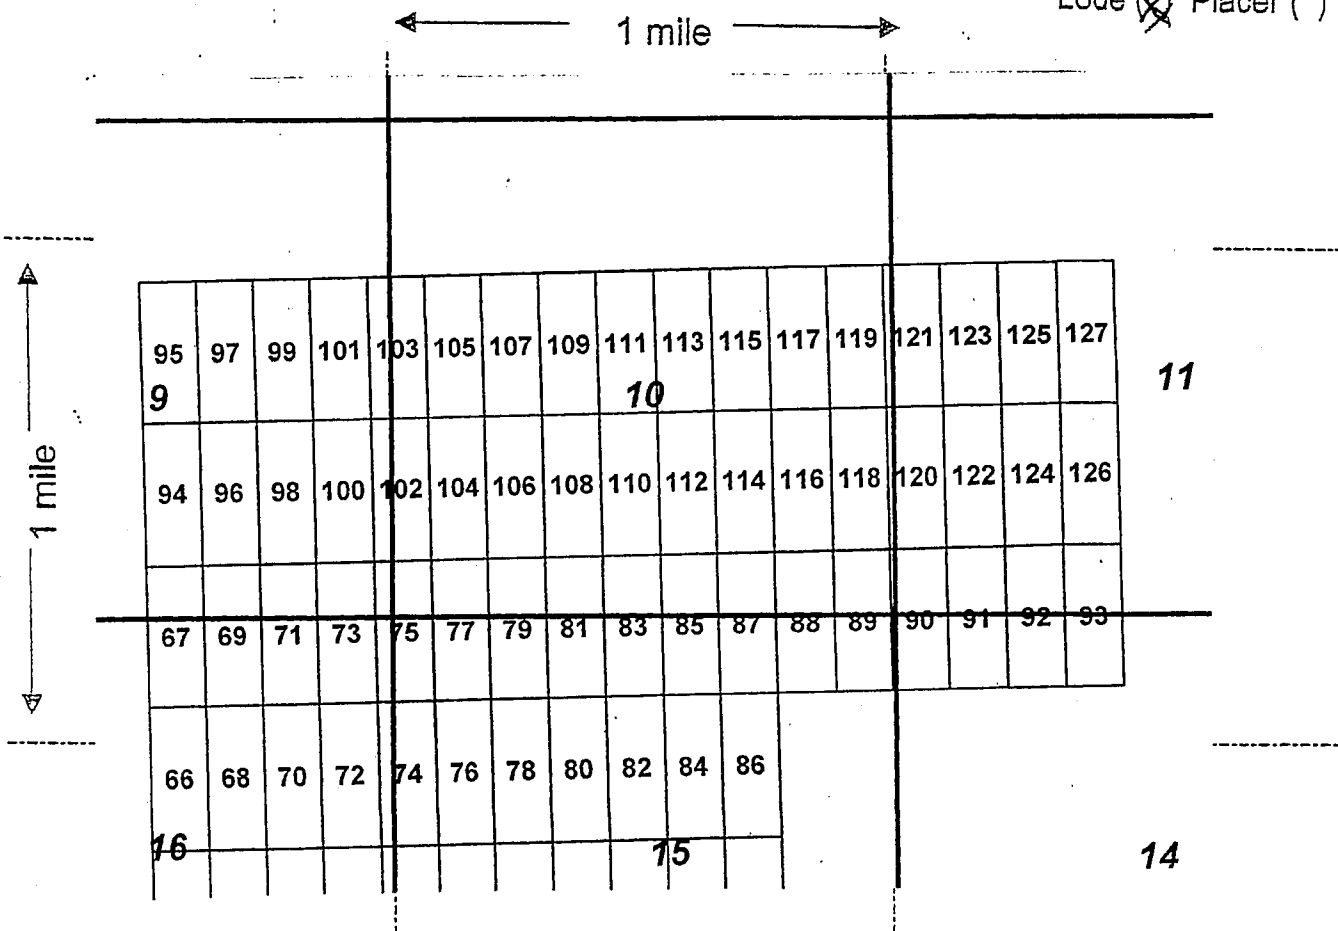 Lode (X) Placer ( )
1 mile
1 mile
95 97 99 101 103 105 107 109 111 113 115 117 119 121 123 125 127
9 10 11
94 96 98 100 102 104 106 108 110 112 114 116 118 120 122 124 126
67 69 71 73 75 77 79 81 83 85 87 88 89 90 91 92 93
66 68 70 72 74 76 78 80 82 84 86
16 15 14